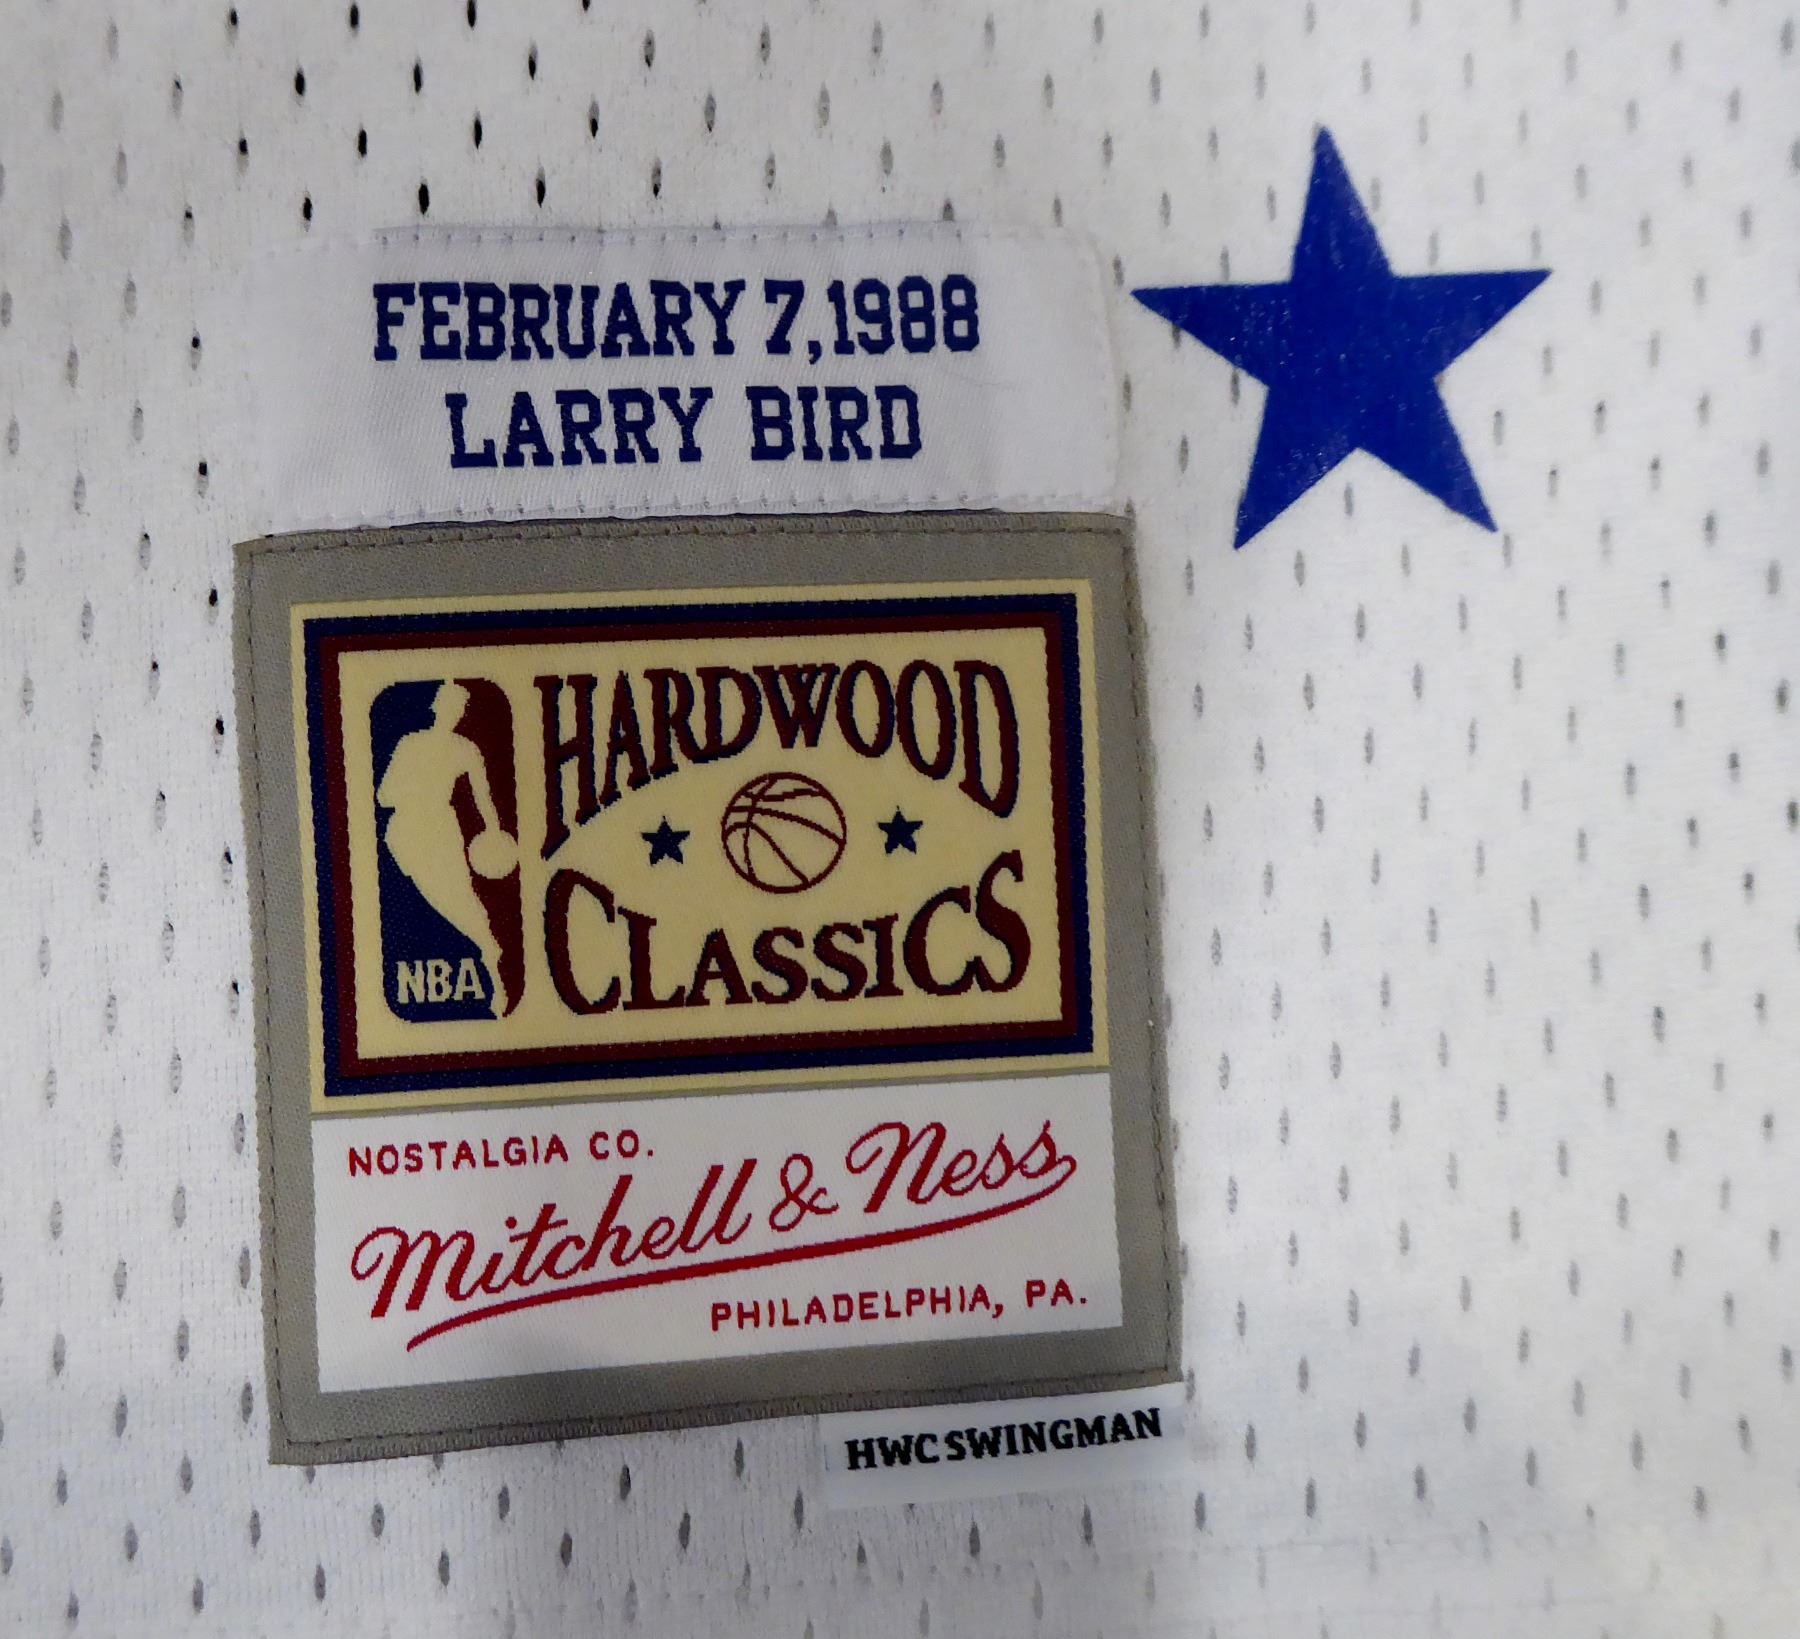 FEBRUARY 7,1988
LARRY BIRD
HARDWOOD
CLASSICS
NBA
NOSTALGIA CO.
Mitchell & Ness
PHILADELPHIA, PA.
HWC SWINGMAN